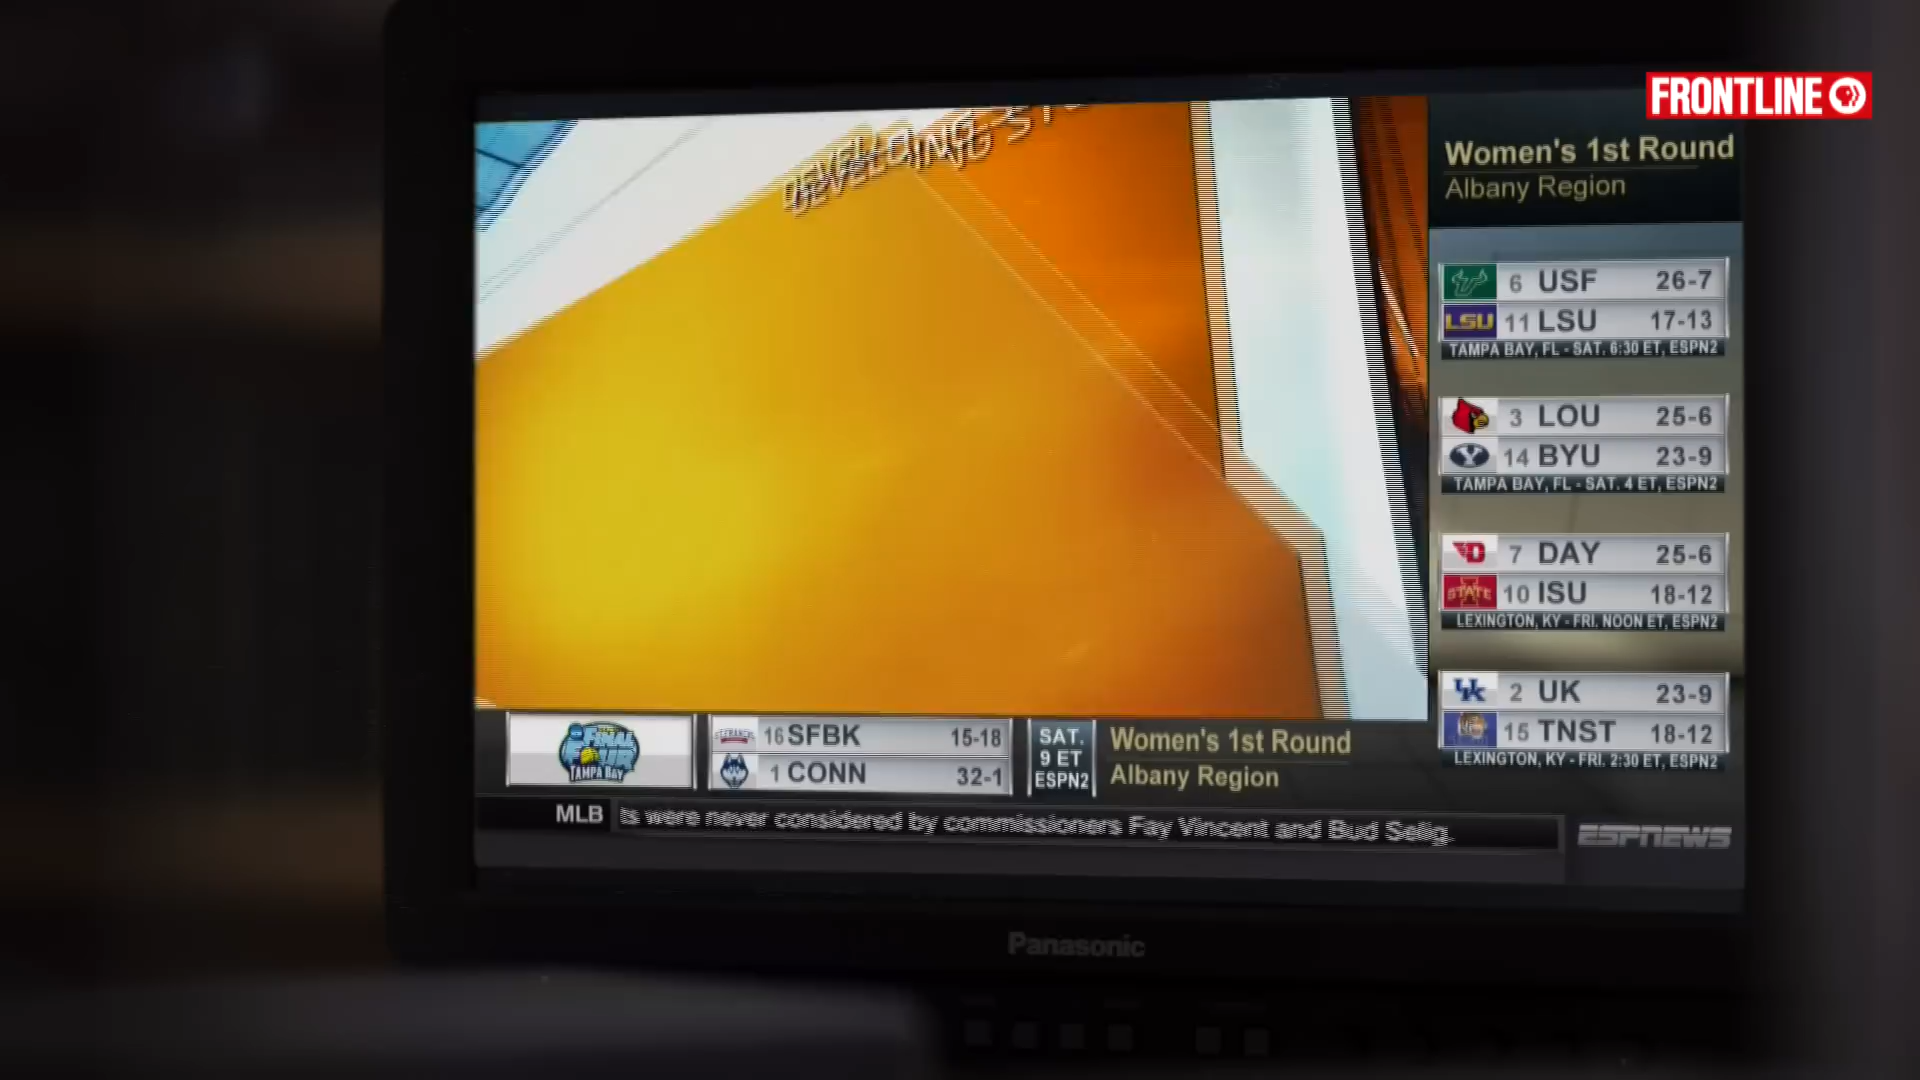 FRONTLINE
DEVELOPING STO
Women's 1st Round
Albany Region
6 USF 26-7
LSU 11 LSU 17-13
TAMPA BAY, FL - SAT. 6:30 ET, ESPN2
3 LOU 25-6
14 BYU 23-9
TAMPA BAY, FL - SAT. 4 ET, ESPN2
7 DAY 25-6
STATE 10 ISU 18-12
LEXINGTON, KY - FRI. NOON ET, ESPN2
UK 2 UK 23-9
15 TNST 18-12
LEXINGTON, KY - FRI. 2:30 ET, ESPN2
FINAL FOUR
TAMPA BAY
16 SFBK 15-18
1 CONN 32-1
SAT.
9 ET
ESPN2
Women's 1st Round
Albany Region
MLB ts were never considered by commissioners Fay Vincent and Bud Selig.
ESPNEWS
Panasonic